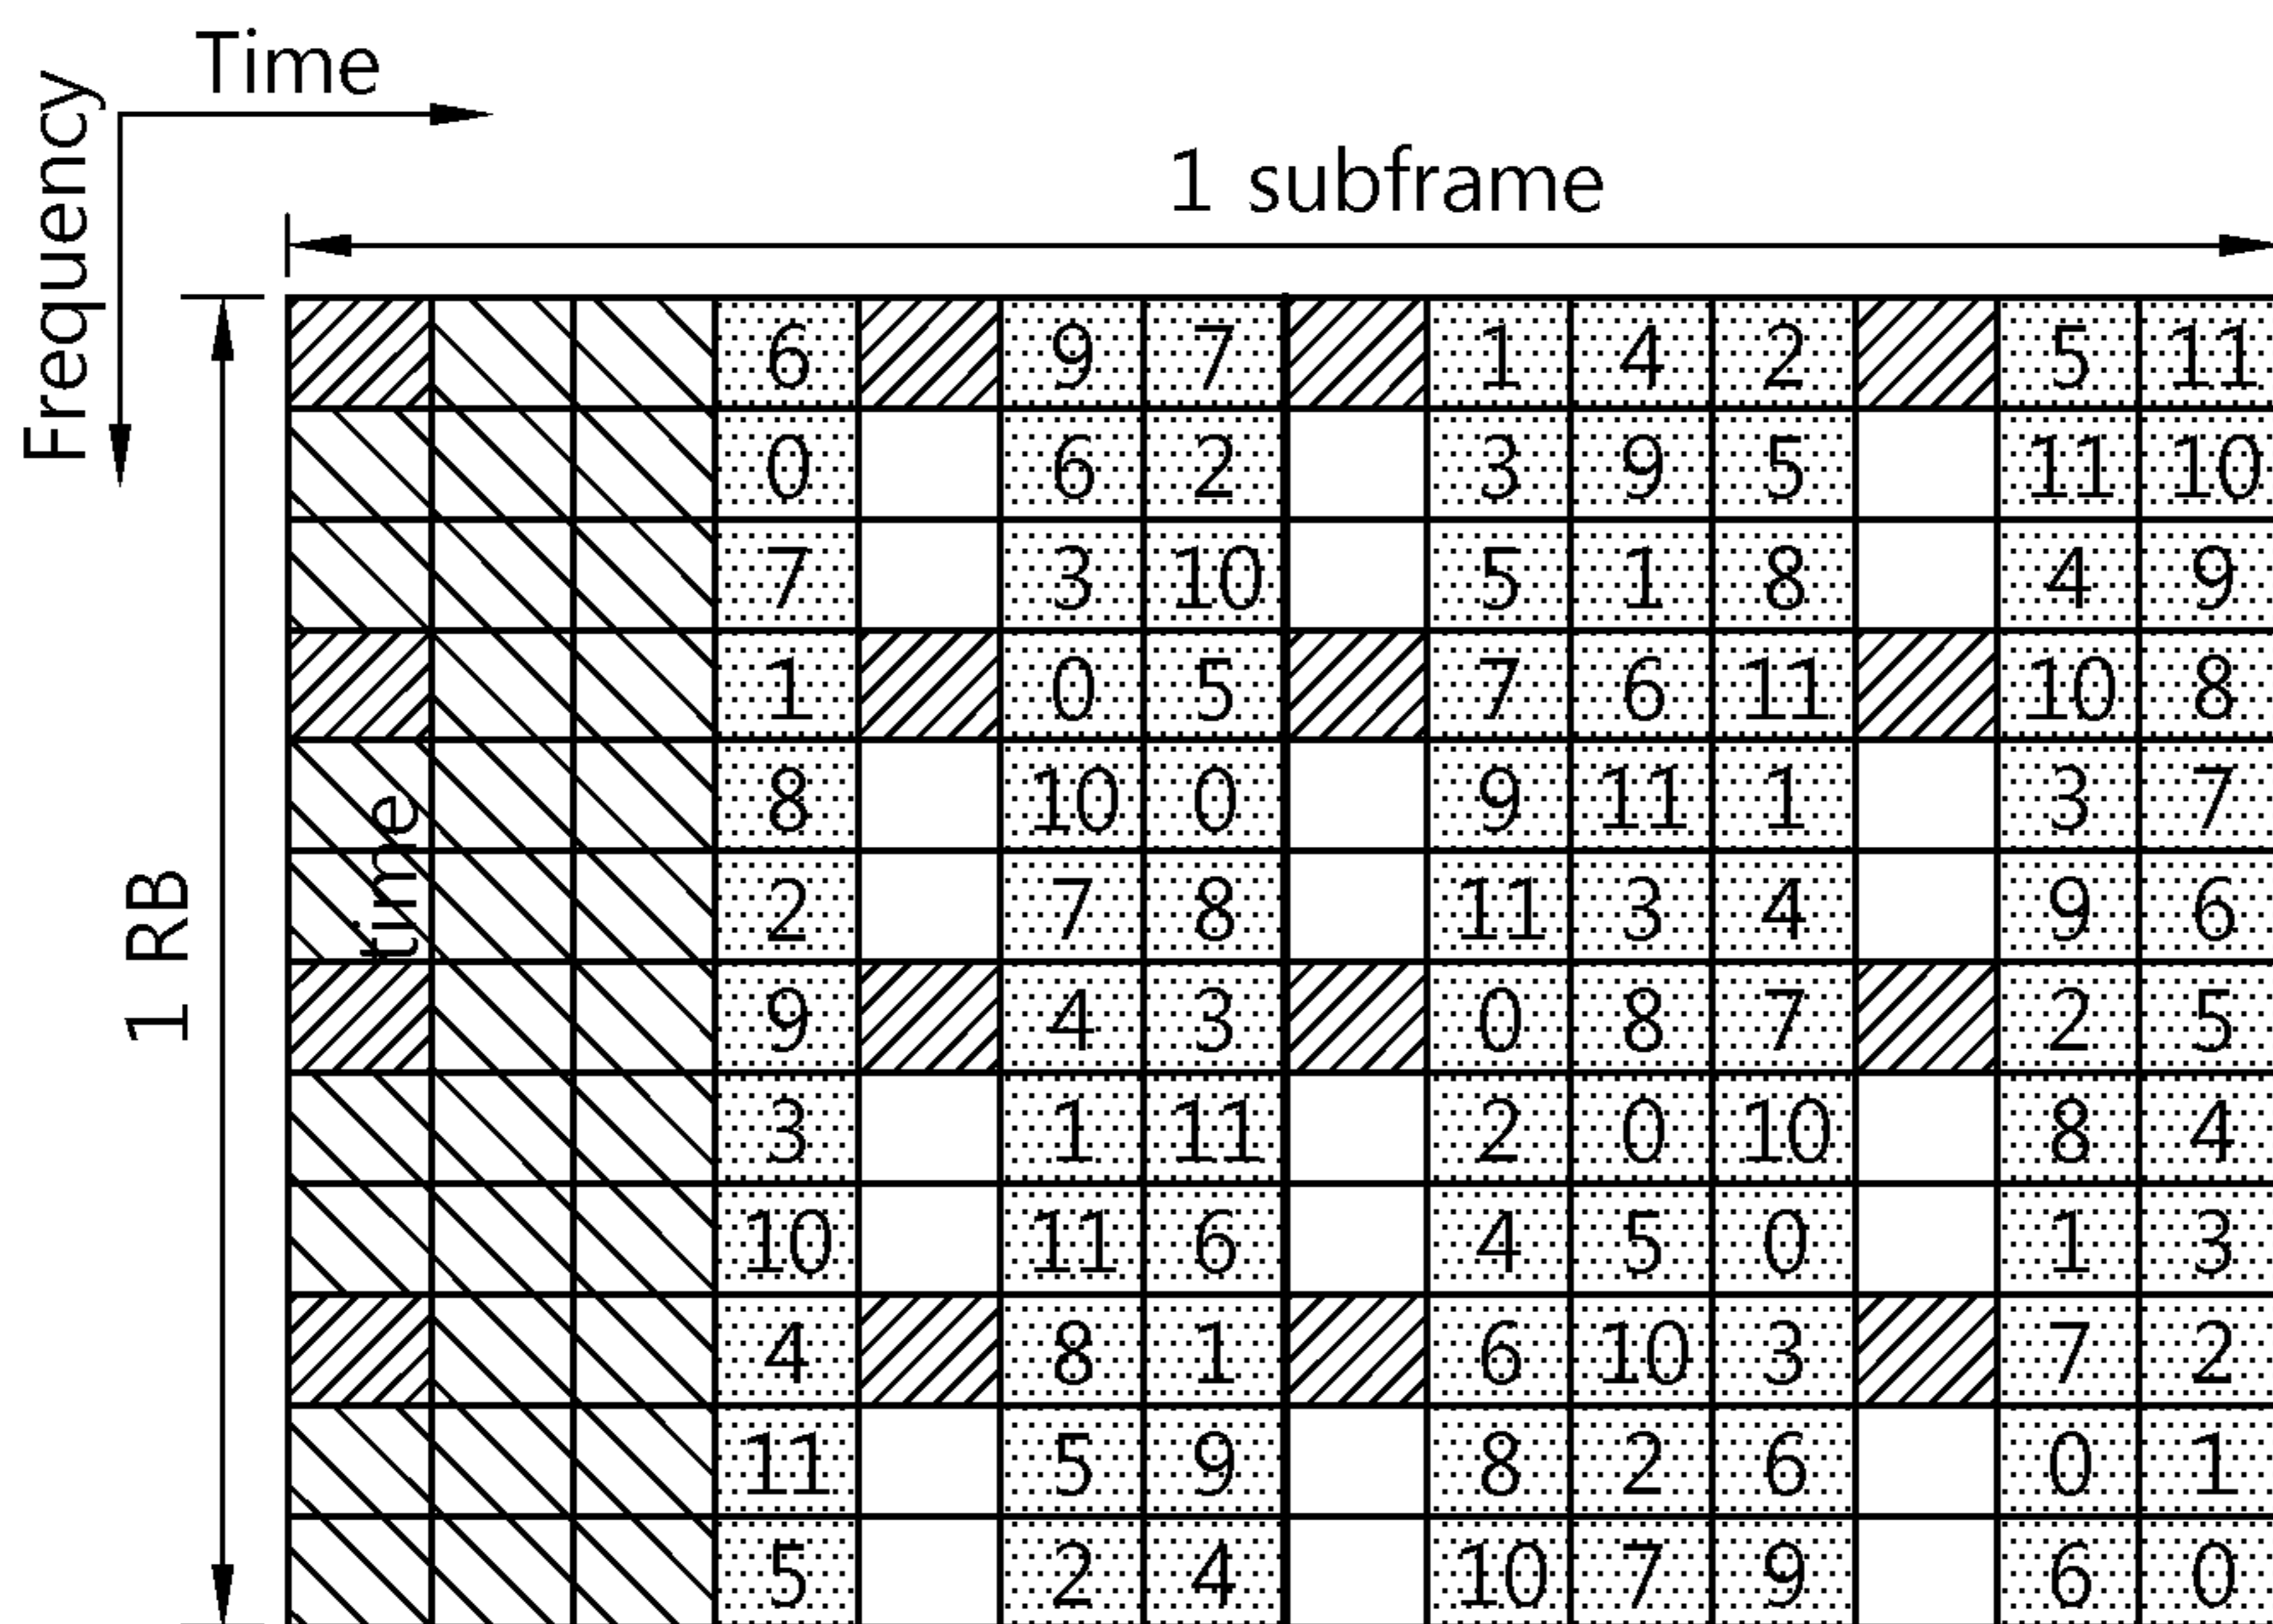 Time
Frequency
1 subframe
6 9 7 1 4 2 5 11
0 6 2 3 9 5 11 10
7 3 10 5 1 8 4 9
1 0 5 7 6 11 10 8
8 10 0 9 11 1 3 7
2 7 8 11 3 4 9 6
9 4 3 0 8 7 2 5
3 1 11 2 0 10 8 4
10 11 6 4 5 0 1 3
4 8 1 6 10 3 7 2
11 5 9 8 2 6 0 1
5 2 4 10 7 9 6 0
1 RB
time